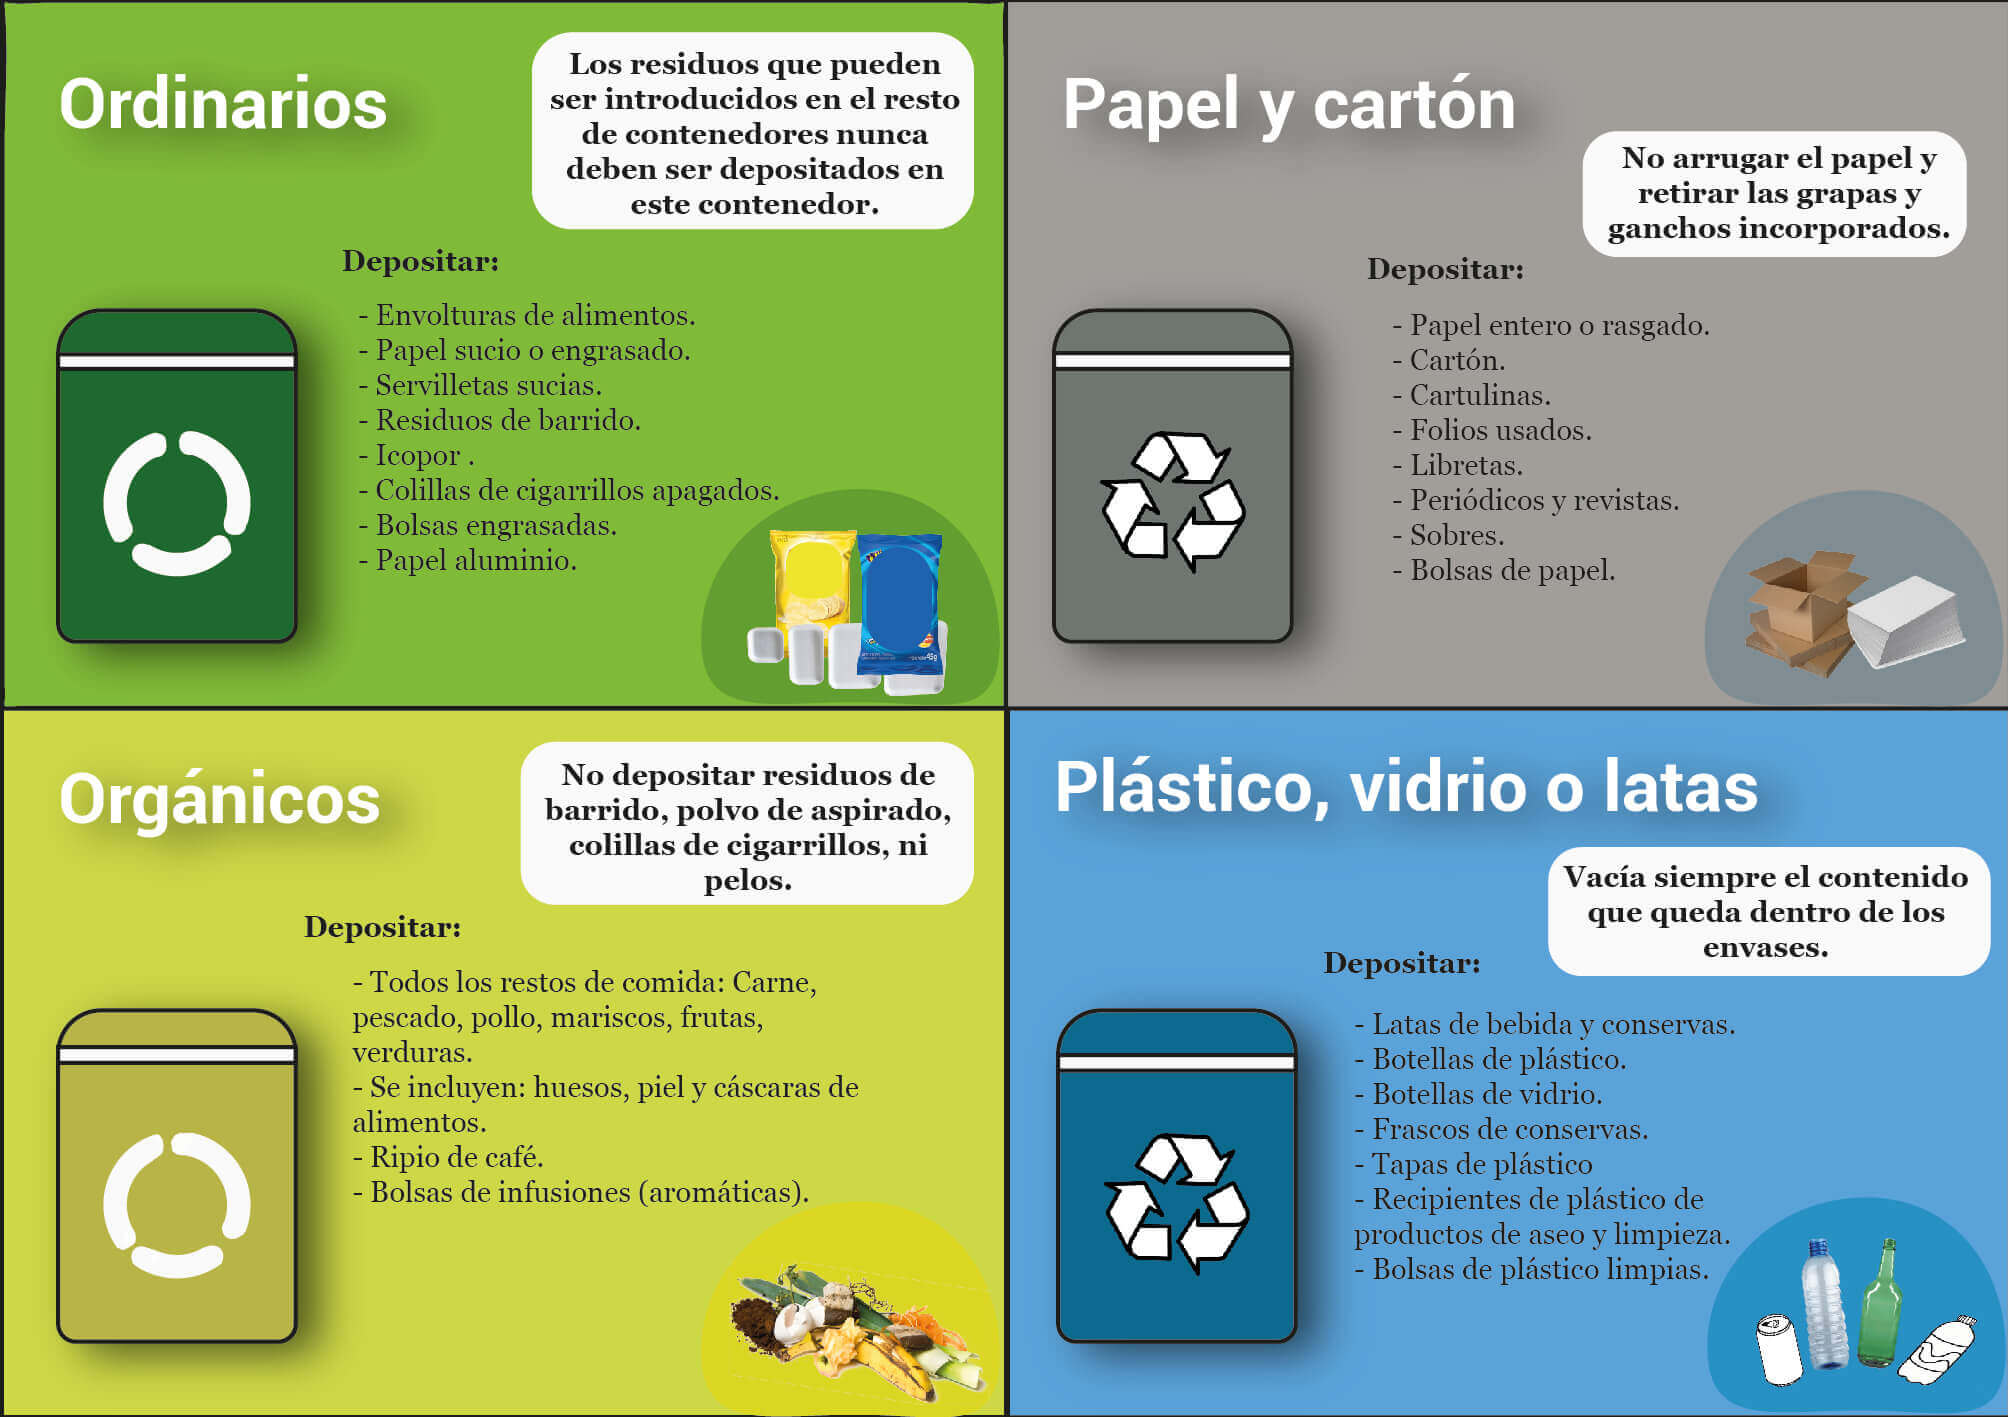 Ordinarios
Los residuos que pueden
ser introducidos en el resto
de contenedores nunca
deben ser depositados en
este contenedor.
Depositar:
- Envolturas de alimentos.
- Papel sucio o engrasado.
- Servilletas sucias.
- Residuos de barrido.
- Icopor .
- Colillas de cigarrillos apagados.
- Bolsas engrasadas.
- Papel aluminio.
Papel y cartón
No arrugar el papel y
retirar las grapas y
ganchos incorporados.
Depositar:
- Papel entero o rasgado.
- Cartón.
- Cartulinas.
- Folios usados.
- Libretas.
- Periódicos y revistas.
- Sobres.
- Bolsas de papel.
Orgánicos
No depositar residuos de
barrido, polvo de aspirado,
colillas de cigarrillos, ni
pelos.
Depositar:
- Todos los restos de comida: Carne,
pescado, pollo, mariscos, frutas,
verduras.
- Se incluyen: huesos, piel y cáscaras de
alimentos.
- Ripio de café.
- Bolsas de infusiones (aromáticas).
Plástico, vidrio o latas
Vacía siempre el contenido
que queda dentro de los
envases.
Depositar:
- Latas de bebida y conservas.
- Botellas de plástico.
- Botellas de vidrio.
- Frascos de conservas.
- Tapas de plástico
- Recipientes de plástico de
productos de aseo y limpieza.
- Bolsas de plástico limpias.